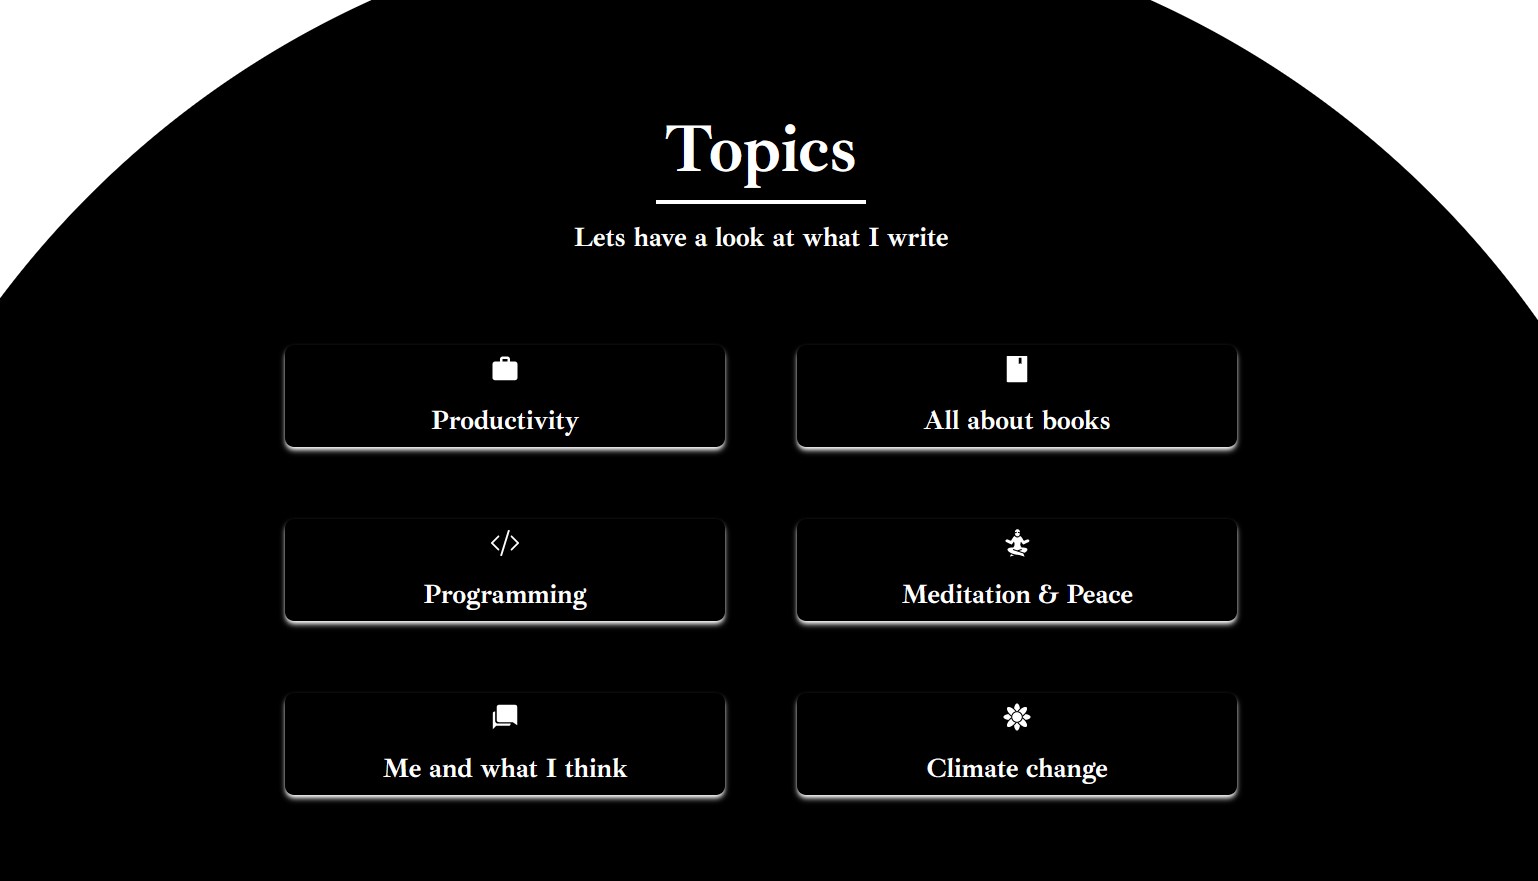 Topics
Lets have a look at what I write
Productivity
All about books
Programming
Meditation & Peace
Me and what I think
Climate change